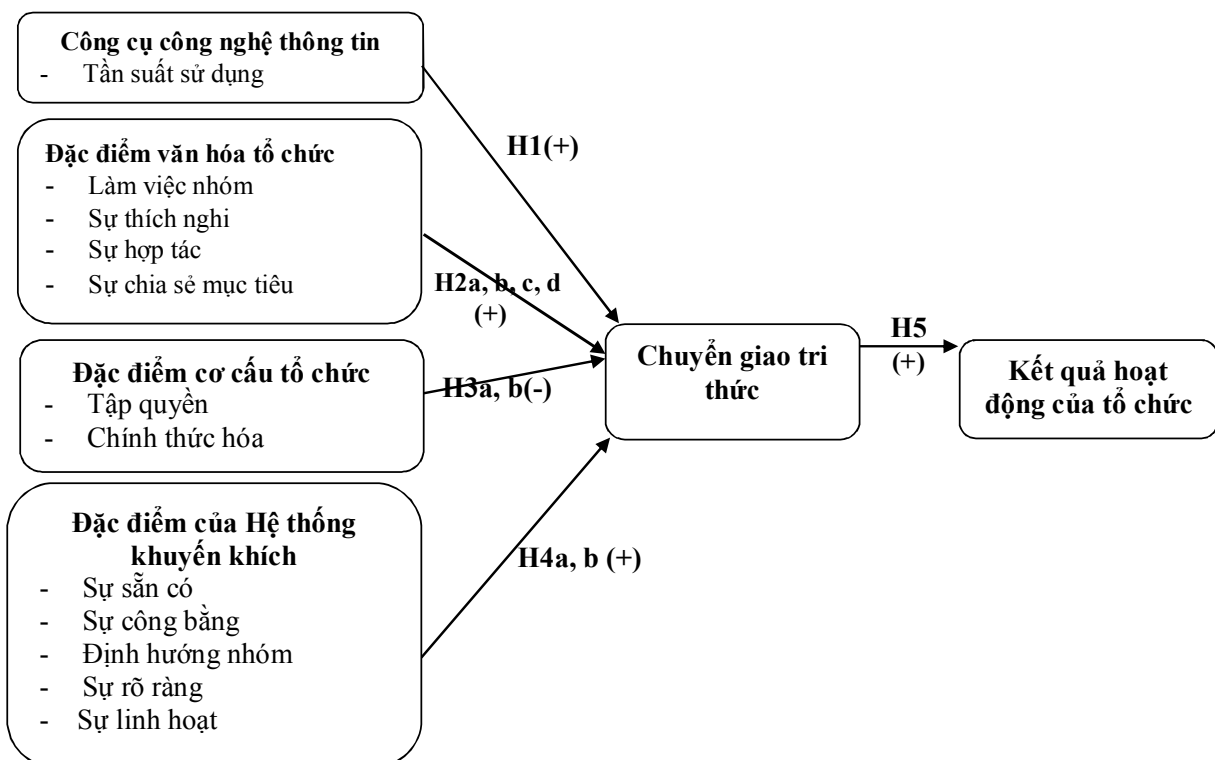 Công cụ công nghệ thông tin
- Tần suất sử dụng
H1(+)
Đặc điểm văn hóa tổ chức
- Làm việc nhóm
- Sự thích nghi
- Sự hợp tác
- Sự chia sẻ mục tiêu
H2a, b, c, d
(+)
Đặc điểm cơ cấu tổ chức
- Tập quyền
- Chính thức hóa
H3a, b(-)
Chuyển giao tri
thức
H5
(+)
Kết quả hoạt
động của tổ chức
Đặc điểm của Hệ thống
khuyến khích
- Sự sẵn có
- Sự công bằng
- Định hướng nhóm
- Sự rõ ràng
- Sự linh hoạt
H4a, b (+)